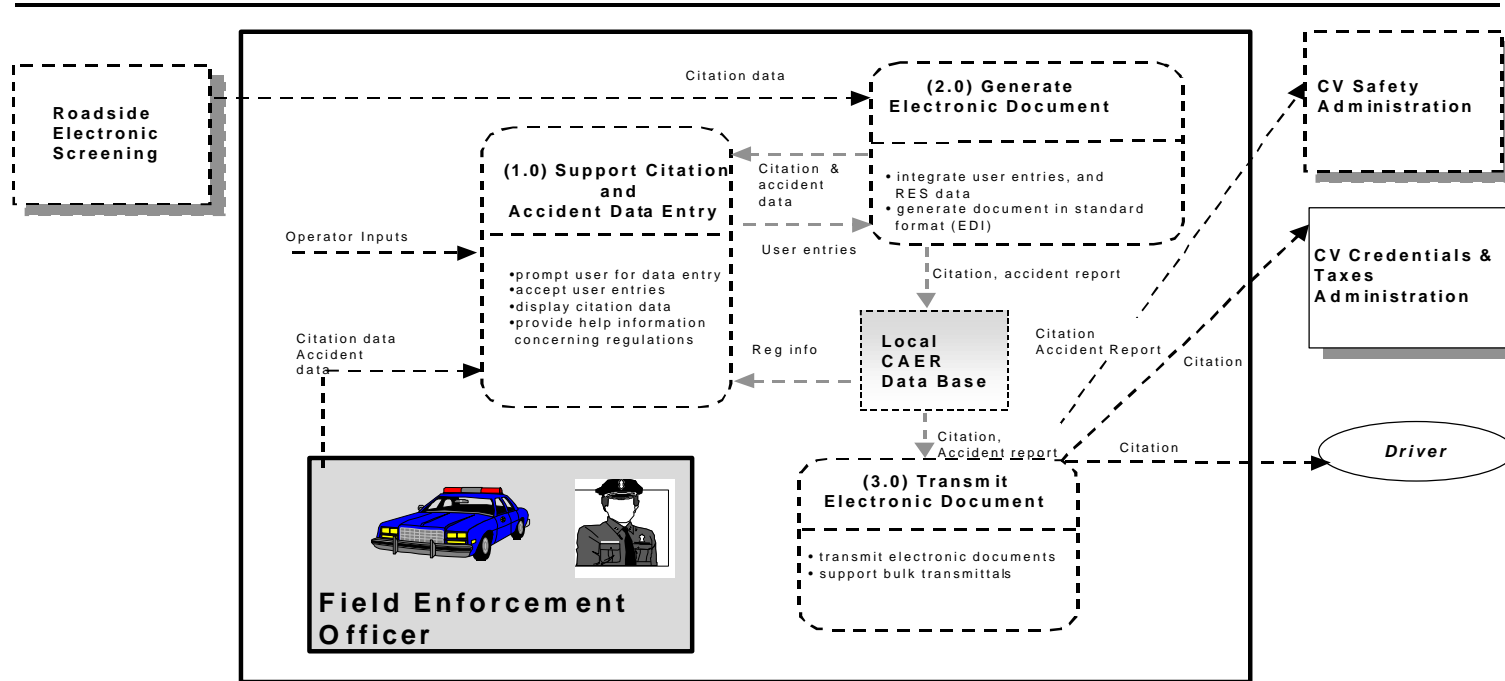 Roadside
Electronic
Screening
Citation data
(2.0) Generate
Electronic Document
• integrate user entries, and
RES data
• generate document in standard
format (EDI)
CV Safety
Administration
(1.0) Support Citation
and
Accident Data Entry
•prompt user for data entry
•accept user entries
•display citation data
•provide help information
concerning regulations
Citation &
accident
data
User entries
Operator Inputs
Citation, accident report
CV Credentials &
Taxes
Administration
Citation data
Accident
data
Reg info
Local
CAER
Data Base
Citation
Accident Report
Citation
Citation,
Accident report
Citation
Driver
(3.0) Transmit
Electronic Document
• transmit electronic documents
• support bulk transmittals
Field Enforcement
Officer